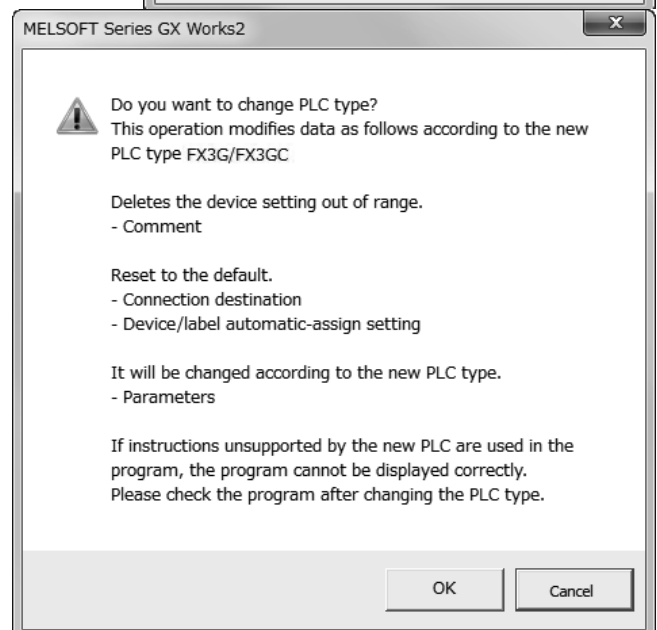 MELSOFT Series GX Works2
x
Do you want to change PLC type?
This operation modifies data as follows according to the new
PLC type FX3G/FX3GC
Deletes the device setting out of range.
- Comment
Reset to the default.
- Connection destination
- Device/label automatic-assign setting
It will be changed according to the new PLC type.
- Parameters
If instructions unsupported by the new PLC are used in the
program, the program cannot be displayed correctly.
Please check the program after changing the PLC type.
OK
Cancel